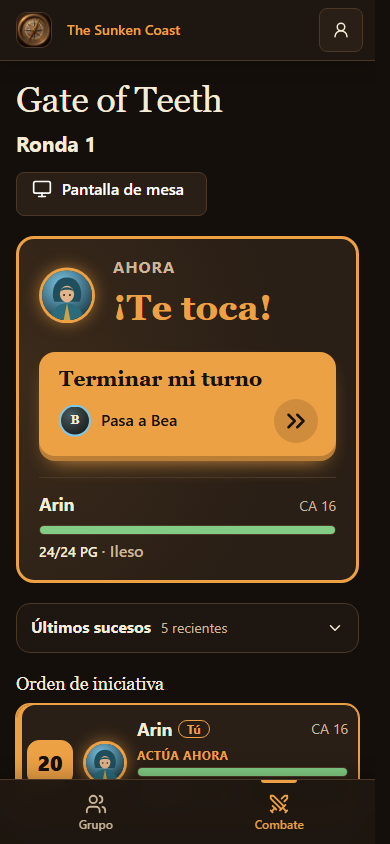 The Sunken Coast
Gate of Teeth
Ronda 1
Pantalla de mesa
AHORA
¡Te toca!
Terminar mi turno
B Pasa a Bea
Arin CA 16
24/24 PG · Ileso
Últimos sucesos 5 recientes
Orden de iniciativa
20 Arin Tú CA 16
ACTÚA AHORA
Grupo Combate